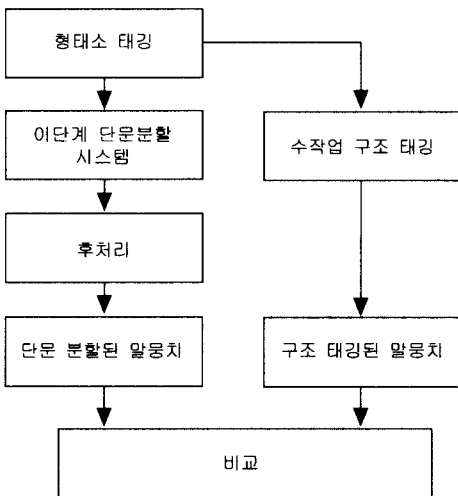 형태소 태깅
이단계 단문분할
시스템
수작업 구조 태깅
후처리
단문 분할된 말뭉치
구조 태깅된 말뭉치
비교